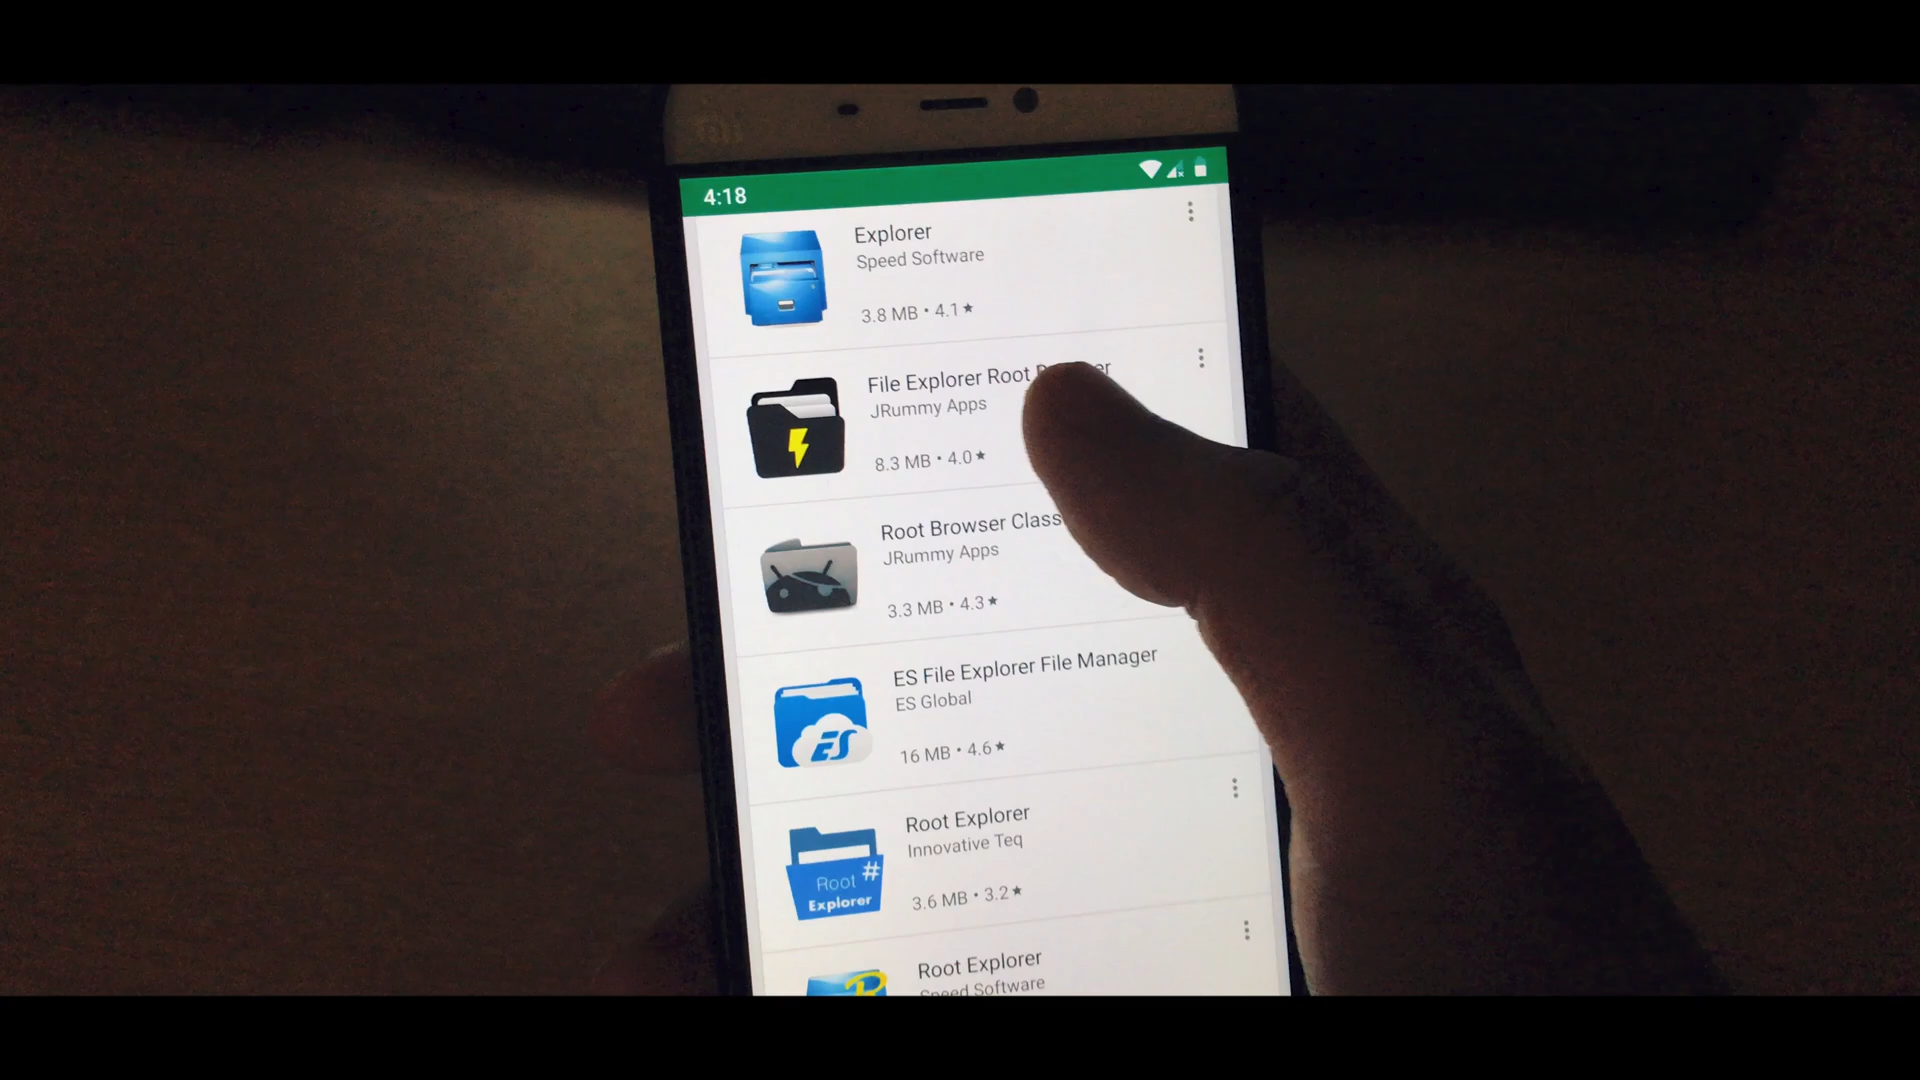 4:18
Explorer
Speed Software
3.8 MB • 4.1 ★
File Explorer Root
JRummy Apps
8.3 MB • 4.0 ★
Root Browser Class
JRummy Apps
3.3 MB • 4.3 ★
ES File Explorer File Manager
ES Global
ES
16 MB • 4.6 ★
Root Explorer
Innovative Teq
Root #
Explorer
3.6 MB • 3.2 ★
Root Explorer
Speed Software
R